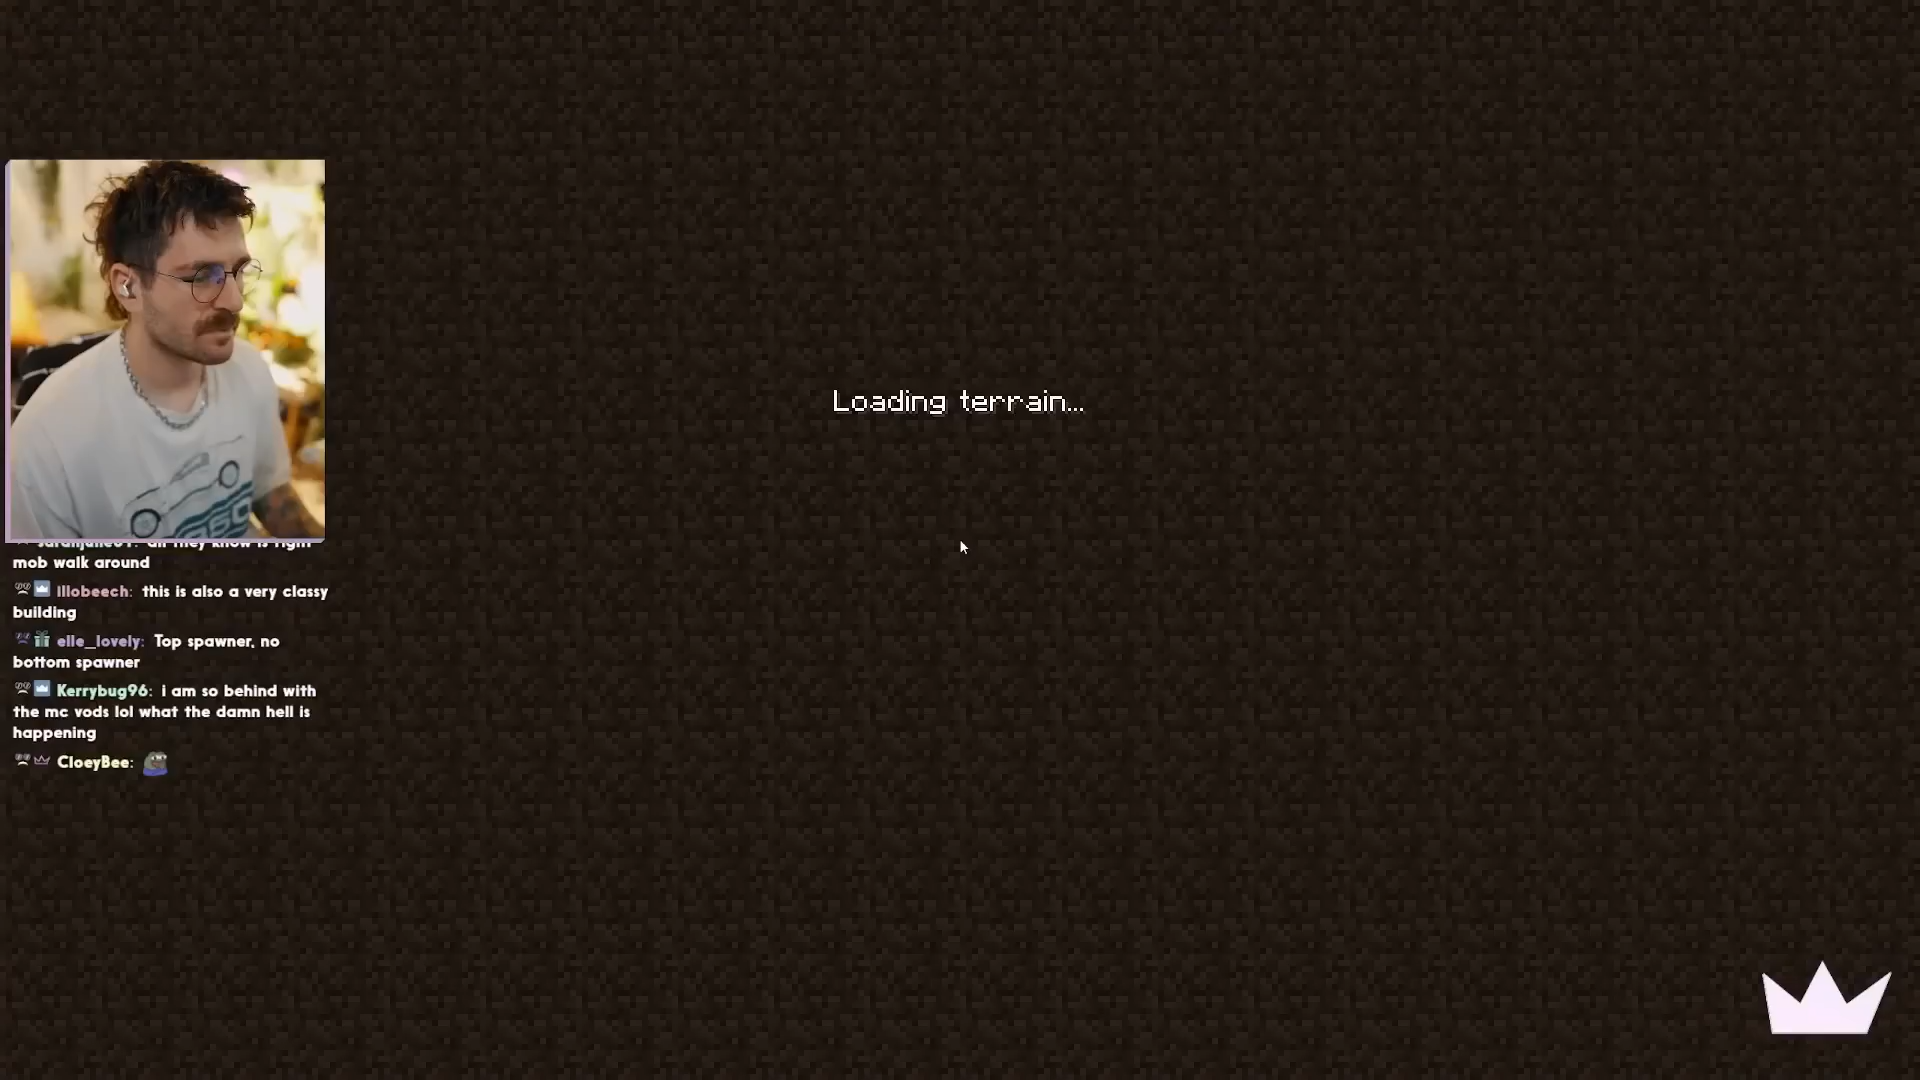 Loading terrain...
mob walk around
lllobeech: this is also a very classy
building
elle_lovely: Top spawner, no
bottom spawner
Kerrybug96: i am so behind with
the mc vods lol what the damn hell is
happening
CloeyBee: